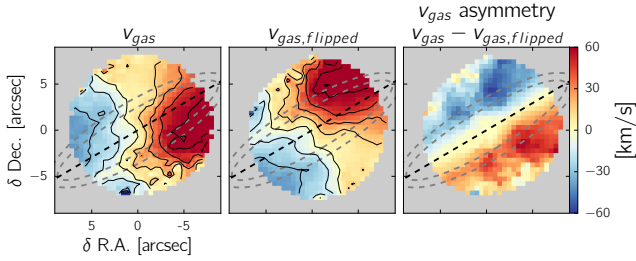 v_gas
v_gas,flipped
v_gas asymmetry
v_gas − v_gas,flipped
δ Dec. [arcsec]
5
0
−5
5
0
-5
δ R.A. [arcsec]
60
30
0
−30
−60
[km/s]